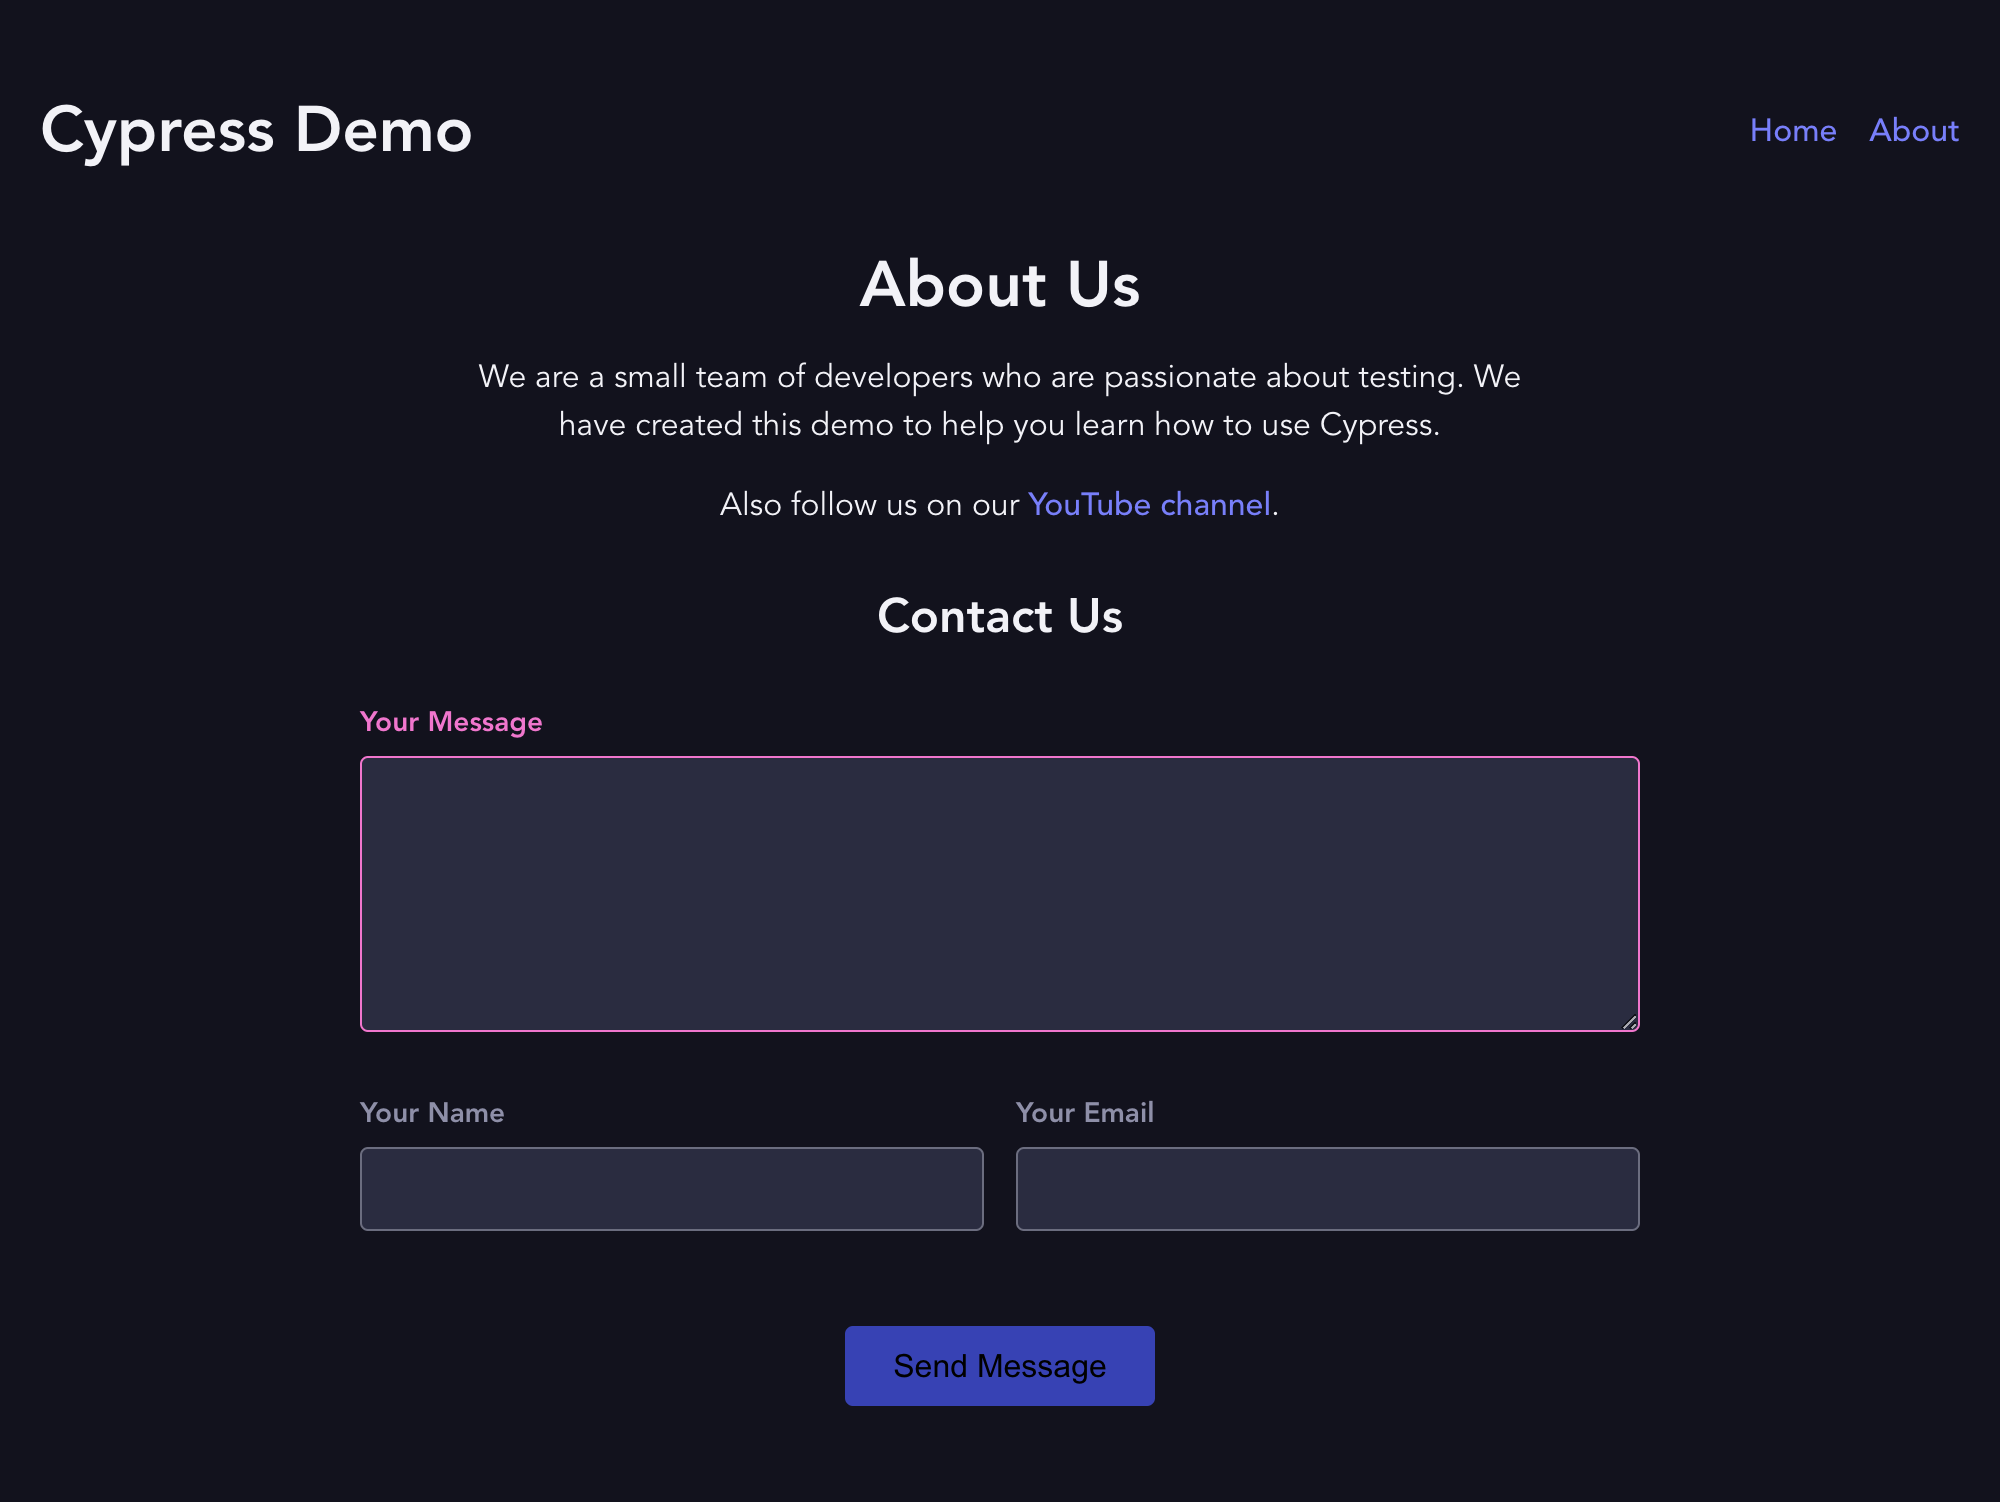 Cypress Demo
Home About
About Us
We are a small team of developers who are passionate about testing. We
have created this demo to help you learn how to use Cypress.
Also follow us on our YouTube channel.
Contact Us
Your Message
Your Name
Your Email
Send Message